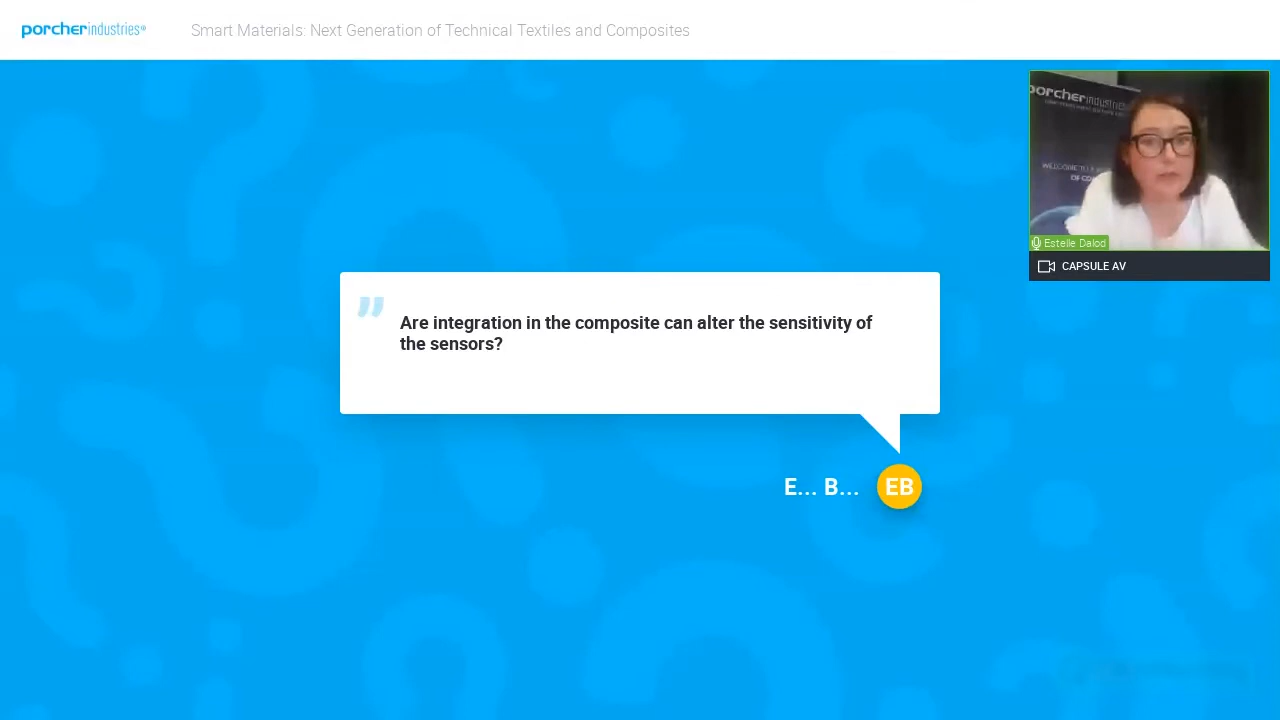 porcherindustries®
Smart Materials: Next Generation of Technical Textiles and Composites
porcherindustries
Estelle Dalod
CAPSULE AV
Are integration in the composite can alter the sensitivity of
the sensors?
E... B...
EB